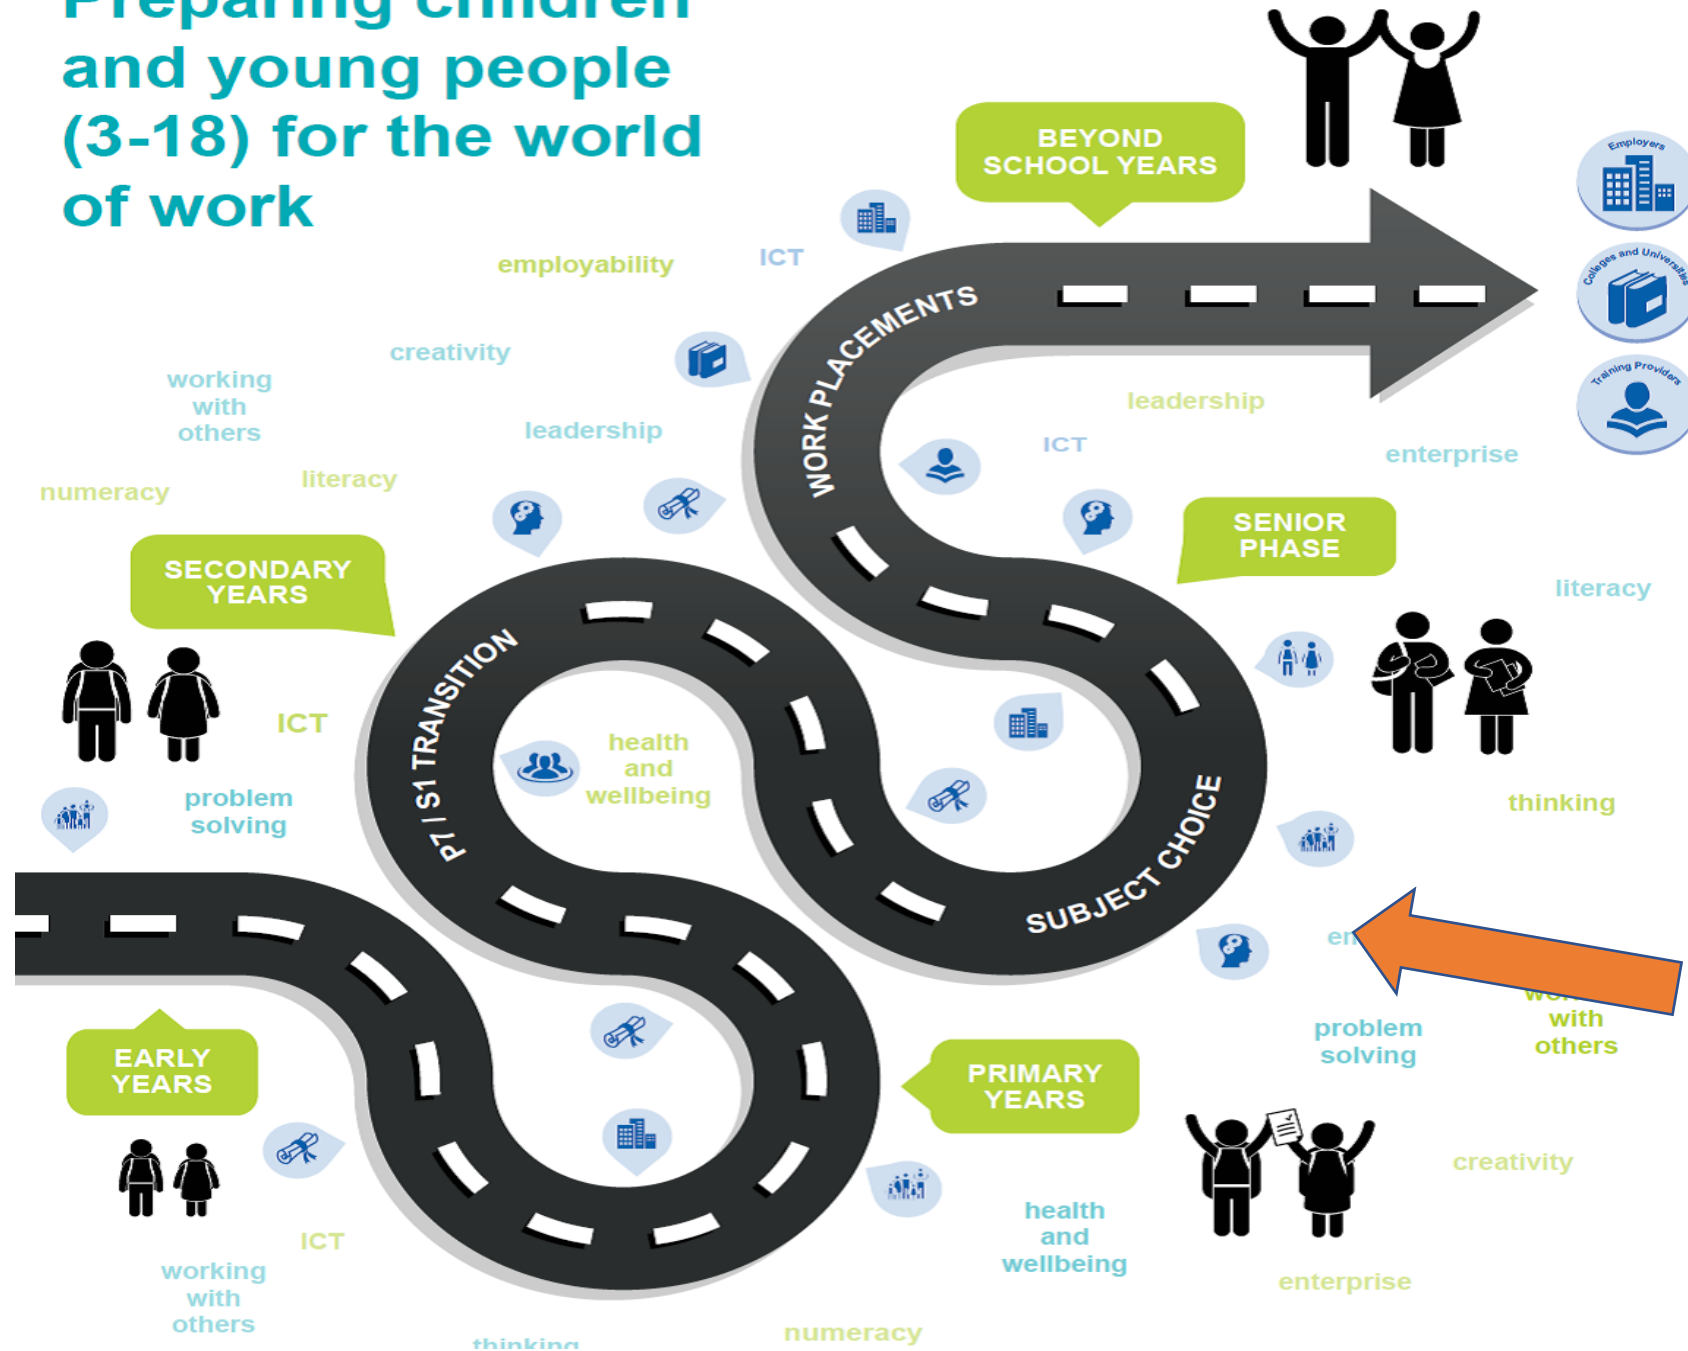 Preparing children
and young people
(3-18) for the world
of work
BEYOND
SCHOOL YEARS
Employers
Colleges and Universities
Training Providers
employability
ICT
WORK PLACEMENTS
creativity
working
with
others
leadership
leadership
ICT
enterprise
numeracy
literacy
SECONDARY
YEARS
SENIOR
PHASE
literacy
P7 / S1 TRANSITION
ICT
health
and
wellbeing
problem
solving
thinking
SUBJECT CHOICE
with
others
problem
solving
EARLY
YEARS
PRIMARY
YEARS
creativity
ICT
health
and
wellbeing
working
with
others
enterprise
numeracy
thinking